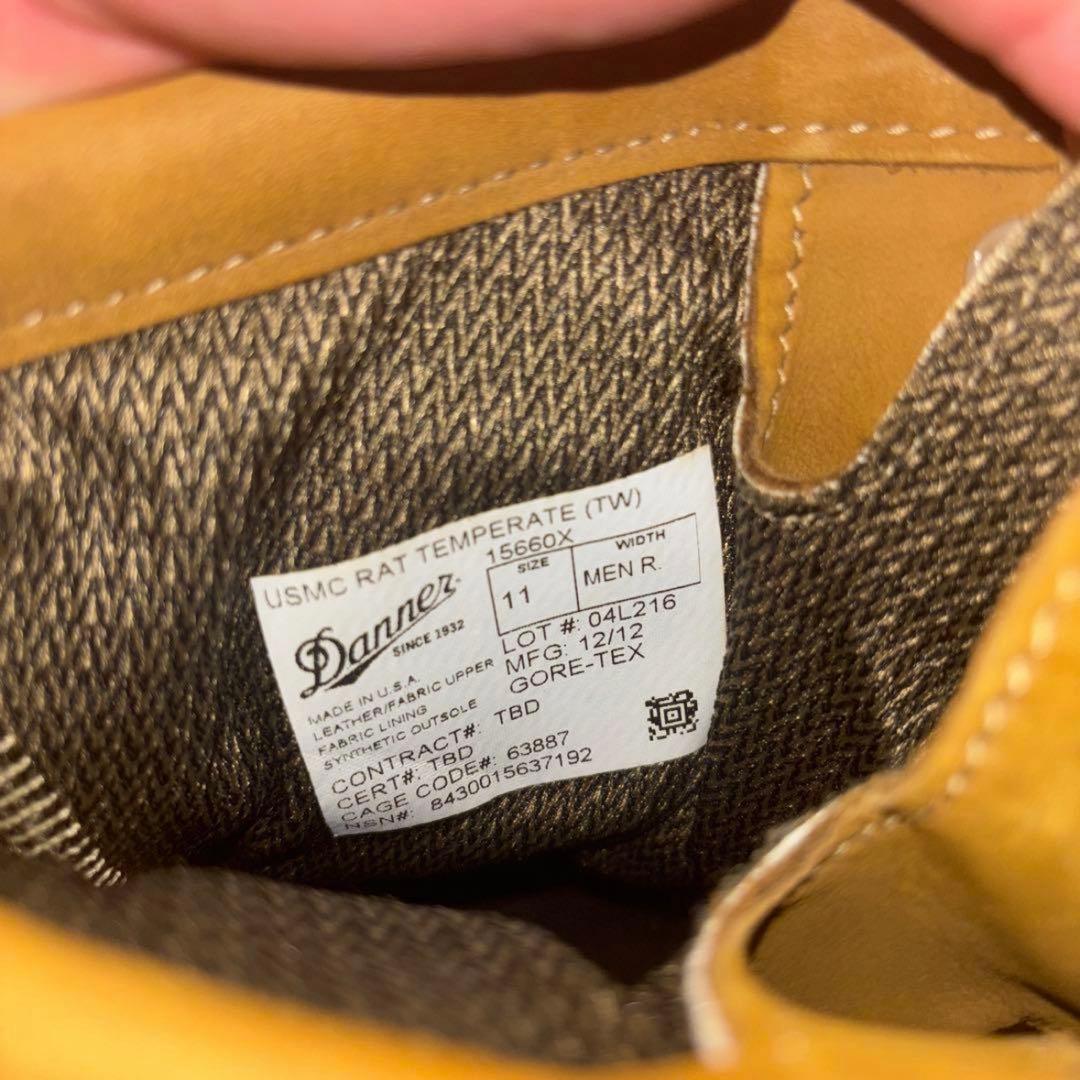 USMC RAT TEMPERATE (TW)
15660X
Danner
SINCE 1932
SIZE
WIDTH
11
MEN R.
LOT #: 04L216
MFG: 12/12
GORE-TEX
MADE IN U.S.A.
LEATHER/FABRIC UPPER
FABRIC LINING
SYNTHETIC OUTSOLE
CONTRACT#: TBD
CERT#: TBD
CAGE CODE#: 63887
NSN#: 8430015637192